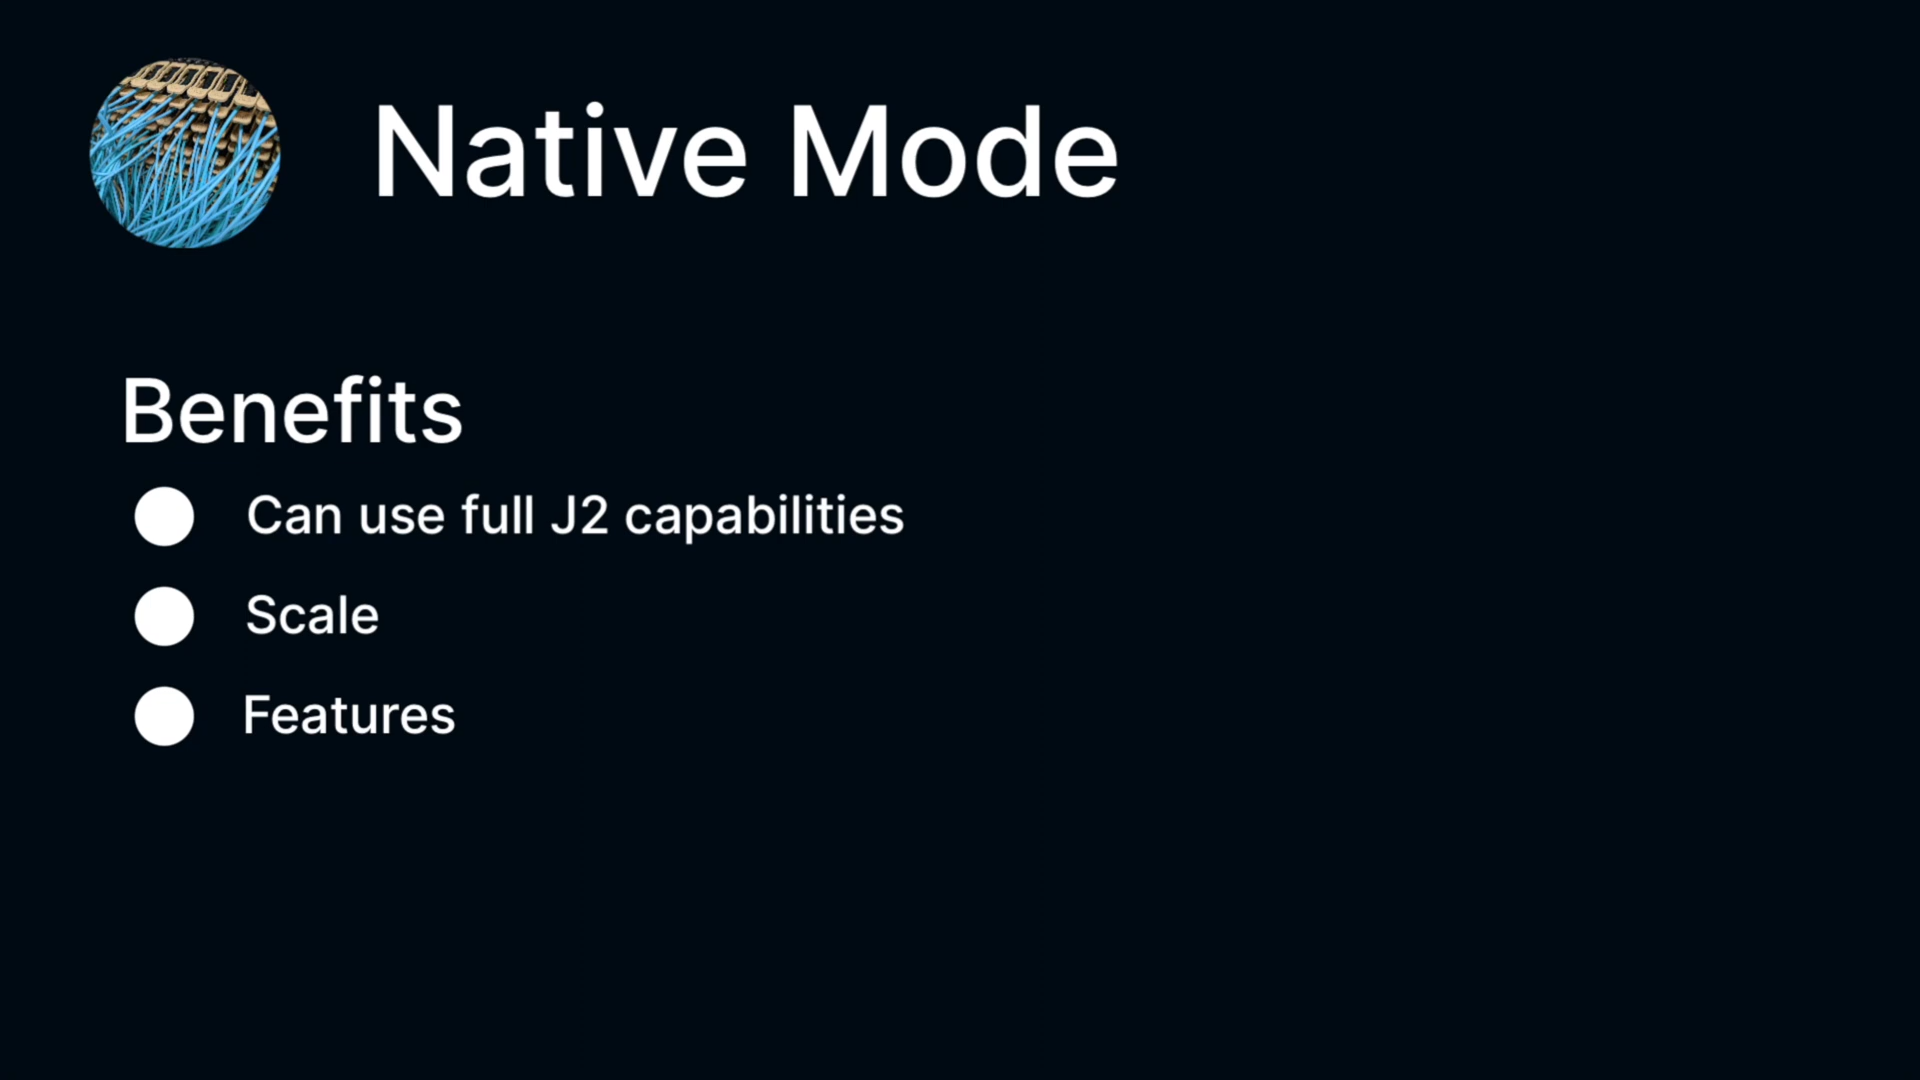 Native Mode
Benefits
Can use full J2 capabilities
Scale
Features